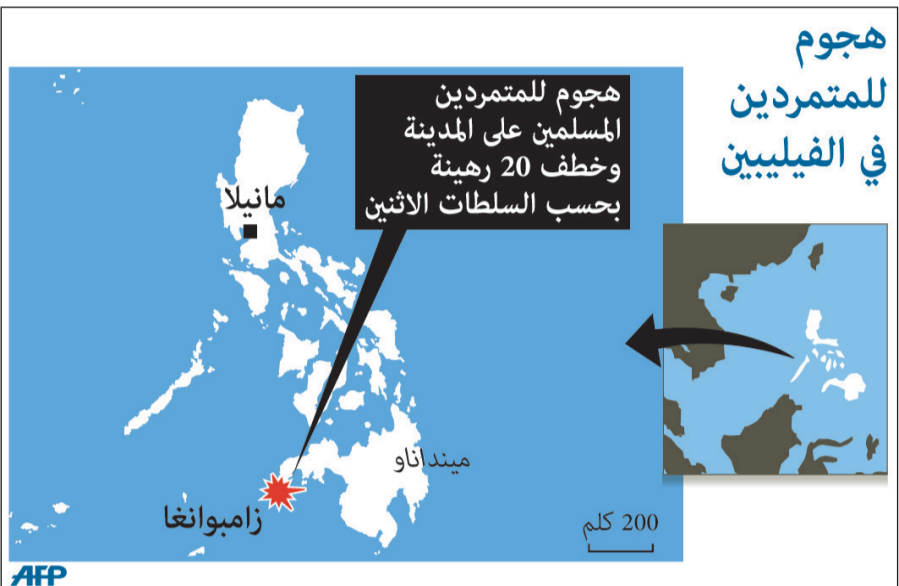 هجوم
للمتمردين
في الفيليبين
هجوم للمتمردين
المسلمين على المدينة
وخطف 20 رهينة
بحسب السلطات الاثنين
مانيلا
مينداناو
زامبوانغا
200 كلم
AFP